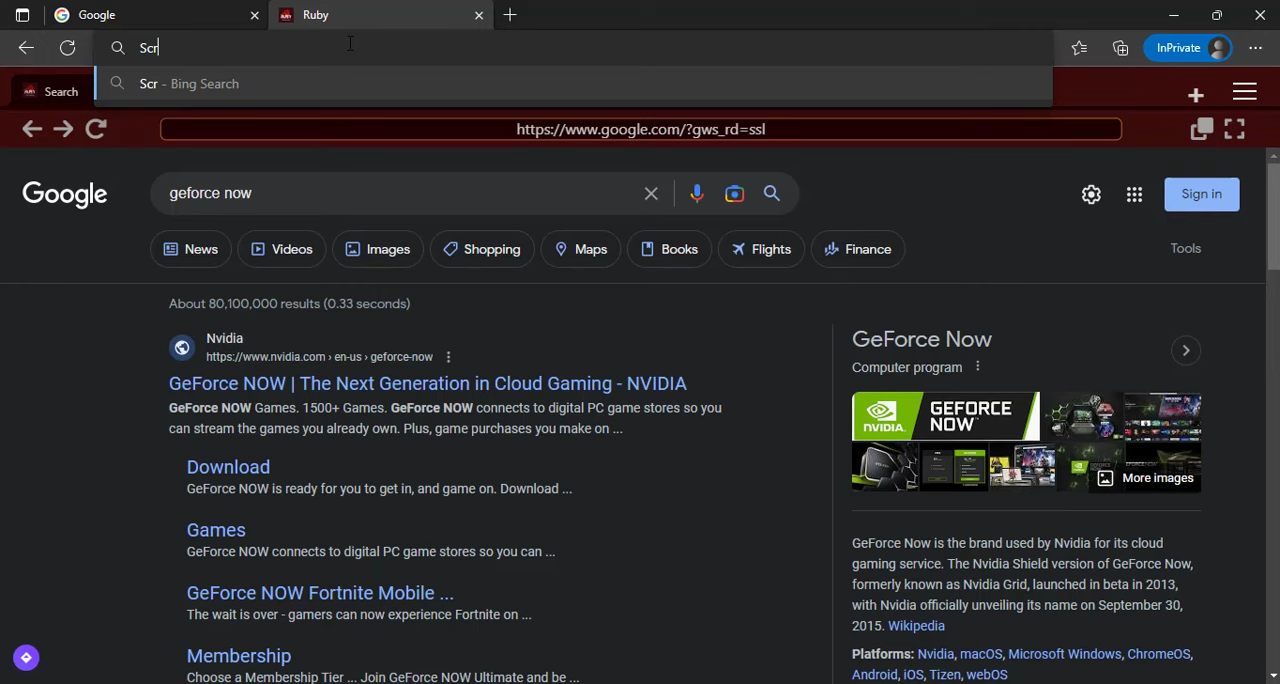 Google
Ruby
Scr
InPrivate
Scr - Bing Search
Search
https://www.google.com/?gws_rd=ssl
Google
geforce now
Sign in
News
Videos
Images
Shopping
Maps
Books
Flights
Finance
Tools
About 80,100,000 results (0.33 seconds)
Nvidia
https://www.nvidia.com › en-us › geforce-now
GeForce NOW | The Next Generation in Cloud Gaming - NVIDIA
GeForce NOW Games. 1500+ Games. GeForce NOW connects to digital PC game stores so you
can stream the games you already own. Plus, game purchases you make on ...
Download
GeForce NOW is ready for you to get in, and game on. Download ...
Games
GeForce NOW connects to digital PC game stores so you can ...
GeForce NOW Fortnite Mobile ...
The wait is over - gamers can now experience Fortnite on ...
Membership
Choose a Membership Tier ... Join GeForce NOW Ultimate and be ...
GeForce Now
Computer program
NVIDIA.
GEFORCE
NOW
More images
GeForce Now is the brand used by Nvidia for its cloud
gaming service. The Nvidia Shield version of GeForce Now,
formerly known as Nvidia Grid, launched in beta in 2013,
with Nvidia officially unveiling its name on September 30,
2015. Wikipedia
Platforms: Nvidia, macOS, Microsoft Windows, ChromeOS,
Android, iOS, Tizen, webOS